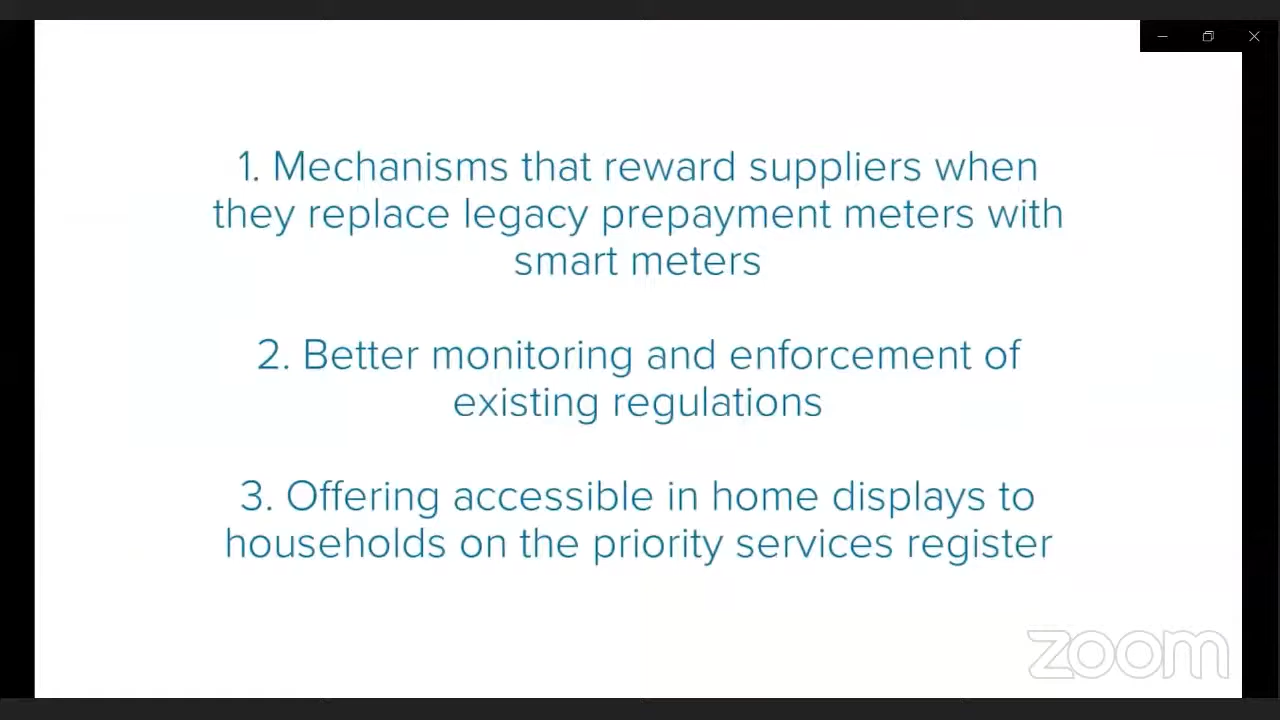 1. Mechanisms that reward suppliers when
they replace legacy prepayment meters with
smart meters
2. Better monitoring and enforcement of
existing regulations
3. Offering accessible in home displays to
households on the priority services register
zoom